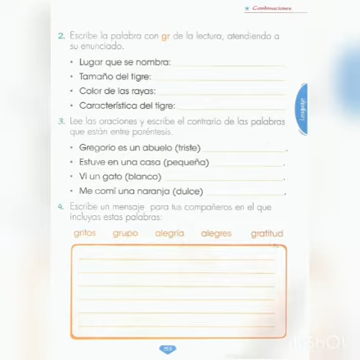 Combinaciones
2. Escribe la palabra con gr de la lectura, atendiendo a
su enunciado.
• Lugar que se nombra:
• Tamaño del tigre:
• Color de las rayas:
• Característica del tigre:
3. Lee las oraciones y escribe el contrario de las palabras
que están entre paréntesis.
• Gregorio es un abuelo (triste) .
• Estuve en una casa (pequeña) .
• Vi un gato (blanco) .
• Me comí una naranja (dulce) .
4. Escribe un mensaje para tus compañeros en el que
incluyas estas palabras:
gritos grupo alegría alegres gratitud